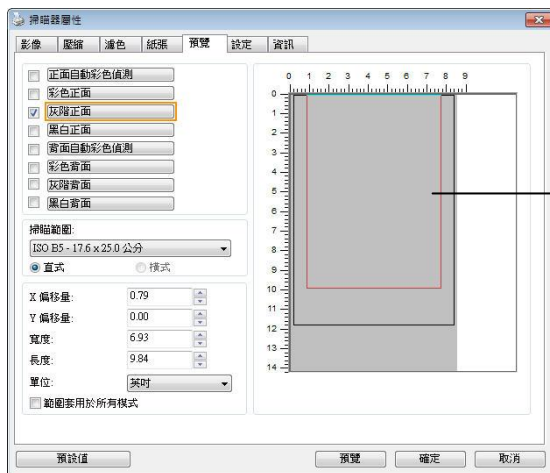 掃瞄器屬性
影像 壓縮 濾色 紙張 預覽 設定 資訊
正面自動彩色偵測
彩色正面
灰階正面
黑白正面
背面自動彩色偵測
彩色背面
灰階背面
黑白背面
掃瞄範圍:
ISO B5 - 17.6 x 25.0 公分
直式 橫式
X 偏移量: 0.79
Y 偏移量: 0.00
寬度: 6.93
長度: 9.84
單位: 英吋
範圍套用於所有模式
0 1 2 3 4 5 6 7 8 9
0
1
2
3
4
5
6
7
8
9
10
11
12
13
14
預設值 預覽 確定 取消